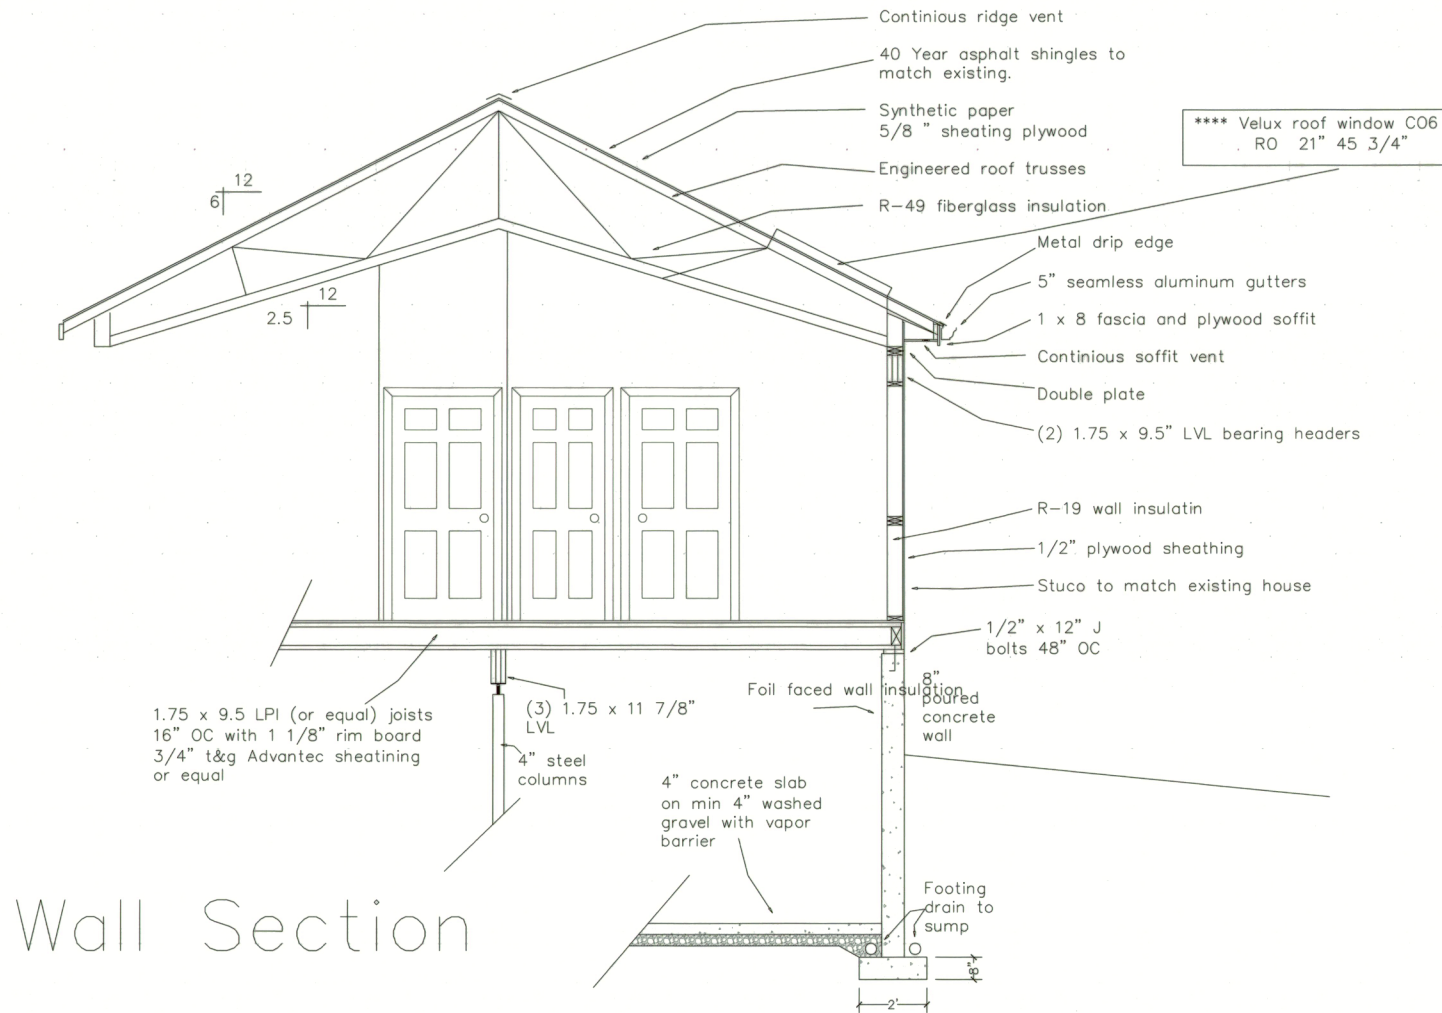 Continious ridge vent
40 Year asphalt shingles to
match existing.
Synthetic paper
5/8 " sheating plywood
**** Velux roof window C06
RO 21" 45 3/4"
Engineered roof trusses
R-49 fiberglass insulation
12
6
Metal drip edge
5" seamless aluminum gutters
12
2.5
1 x 8 fascia and plywood soffit
Continious soffit vent
Double plate
(2) 1.75 x 9.5" LVL bearing headers
R-19 wall insulatin
1/2" plywood sheathing
Stuco to match existing house
1/2" x 12" J
bolts 48" OC
Foil faced wall insulation
8"
poured
concrete
wall
1.75 x 9.5 LPI (or equal) joists
16" OC with 1 1/8" rim board
3/4" t&g Advantec sheatining
or equal
(3) 1.75 x 11 7/8"
LVL
4" steel
columns
4" concrete slab
on min 4" washed
gravel with vapor
barrier
Footing
drain to
sump
Wall Section
8"
2'